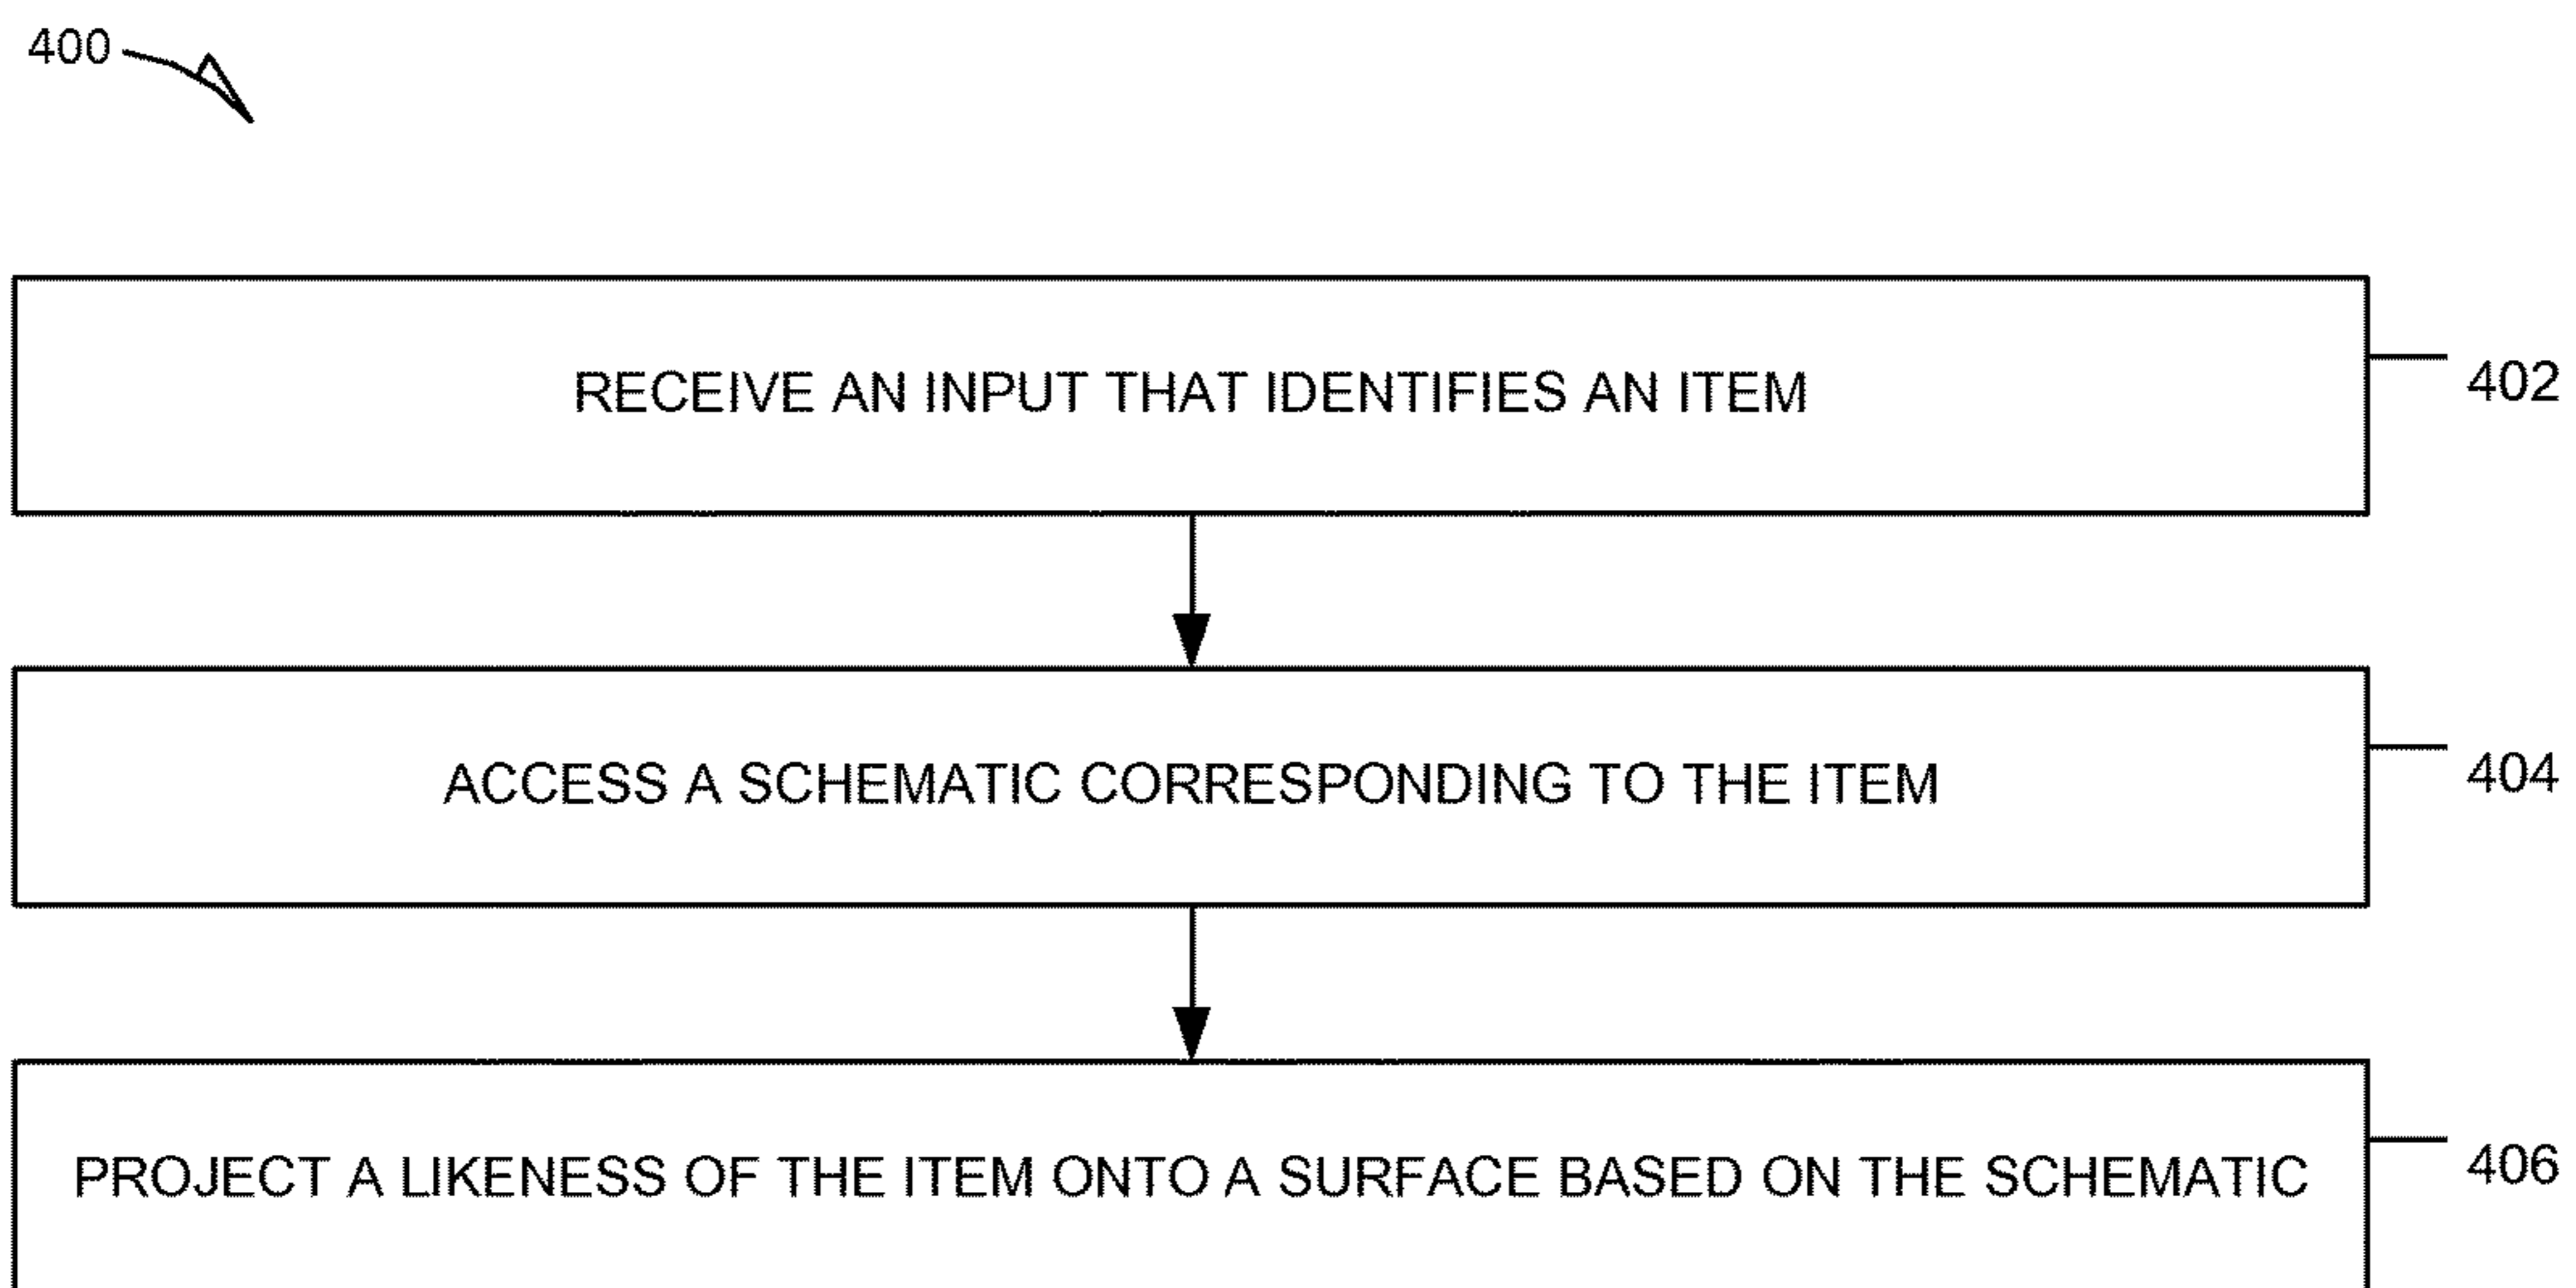 400
RECEIVE AN INPUT THAT IDENTIFIES AN ITEM
402
ACCESS A SCHEMATIC CORRESPONDING TO THE ITEM
404
PROJECT A LIKENESS OF THE ITEM ONTO A SURFACE BASED ON THE SCHEMATIC
406